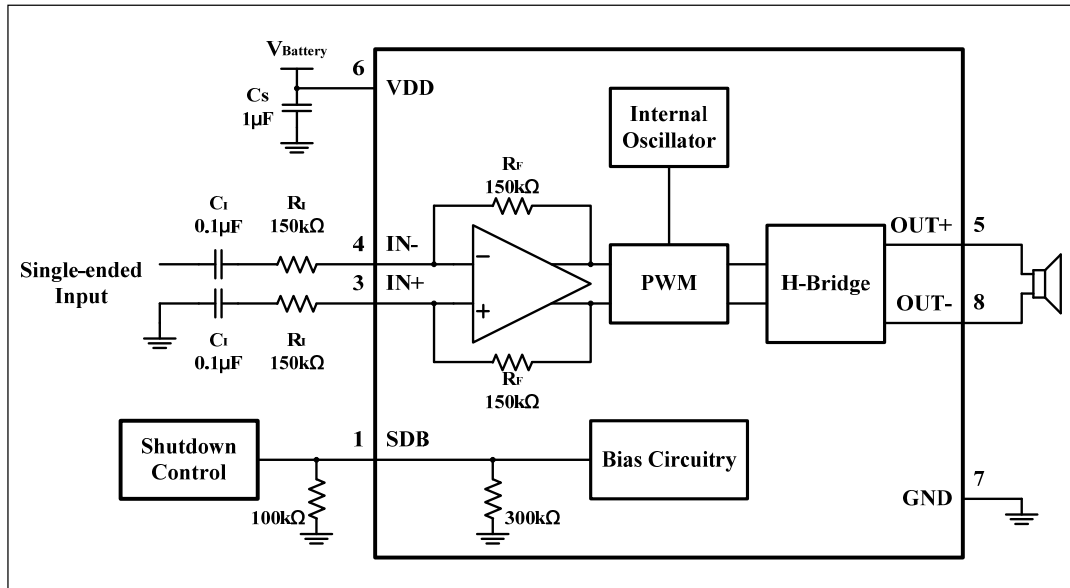 VBattery
6
VDD
Cs
1µF
Internal
Oscillator
RF
150kΩ
CI
0.1µF
RI
150kΩ
4
IN-
OUT+
5
Single-ended
Input
3
IN+
−
+
PWM
H-Bridge
OUT-
8
CI
0.1µF
RI
150kΩ
RF
150kΩ
Shutdown
Control
1
SDB
Bias Circuitry
100kΩ
300kΩ
7
GND